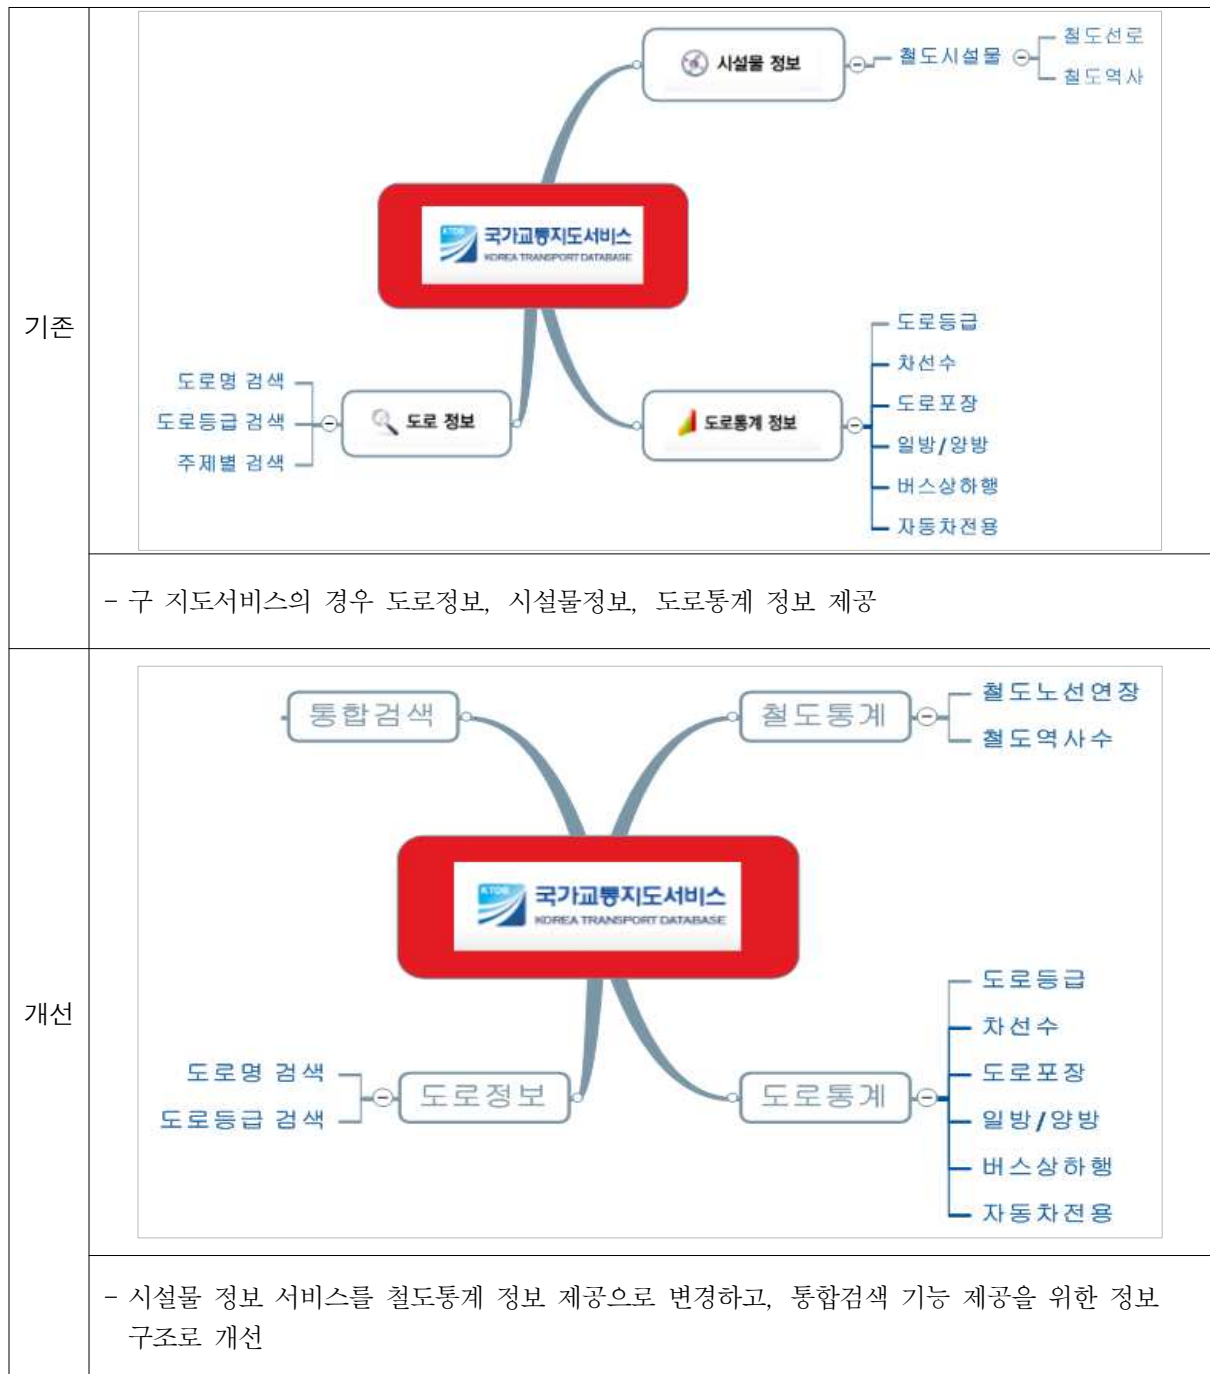 기존
시설물 정보
철도시설물
철도선로
철도역사
KTDB
국가교통지도서비스
KOREA TRANSPORT DATABASE
도로명 검색
도로등급 검색
주제별 검색
도로 정보
도로통계 정보
도로등급
차선수
도로포장
일방/양방
버스상하행
자동차전용
- 구 지도서비스의 경우 도로정보, 시설물정보, 도로통계 정보 제공
개선
통합검색
철도통계
철도노선연장
철도역사수
KTDB
국가교통지도서비스
KOREA TRANSPORT DATABASE
도로명 검색
도로등급 검색
도로정보
도로통계
도로등급
차선수
도로포장
일방/양방
버스상하행
자동차전용
- 시설물 정보 서비스를 철도통계 정보 제공으로 변경하고, 통합검색 기능 제공을 위한 정보
구조로 개선